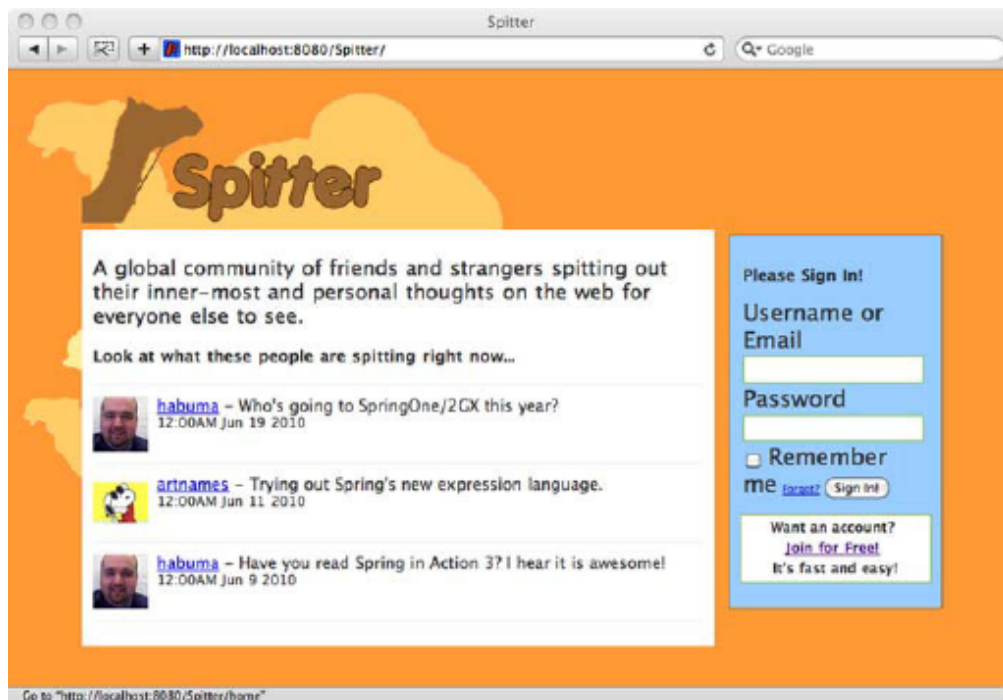 Spitter
http://localhost:8080/Spitter/
Google
Spitter
A global community of friends and strangers spitting out
their inner-most and personal thoughts on the web for
everyone else to see.
Look at what these people are spitting right now...
habuma – Who's going to SpringOne/2GX this year?
12:00AM Jun 19 2010
artnames – Trying out Spring's new expression language.
12:00AM Jun 11 2010
habuma – Have you read Spring in Action 3? I hear it is awesome!
12:00AM Jun 9 2010
Please Sign In!
Username or
Email
Password
Remember
me Forgot? Sign In!
Want an account?
Join for Free!
It's fast and easy!
Go to "http://localhost:8080/Spitter/home"